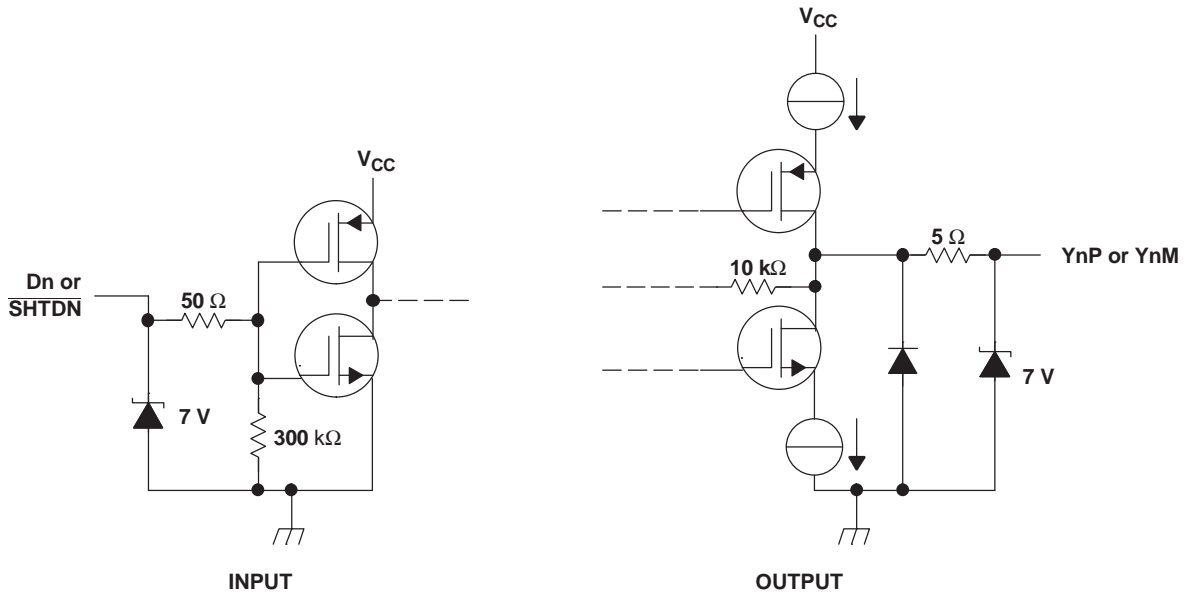 VCC
VCC
5 Ω
YnP or YnM
10 kΩ
Dn or
SHTDN
50 Ω
7 V
7 V
300 kΩ
INPUT
OUTPUT